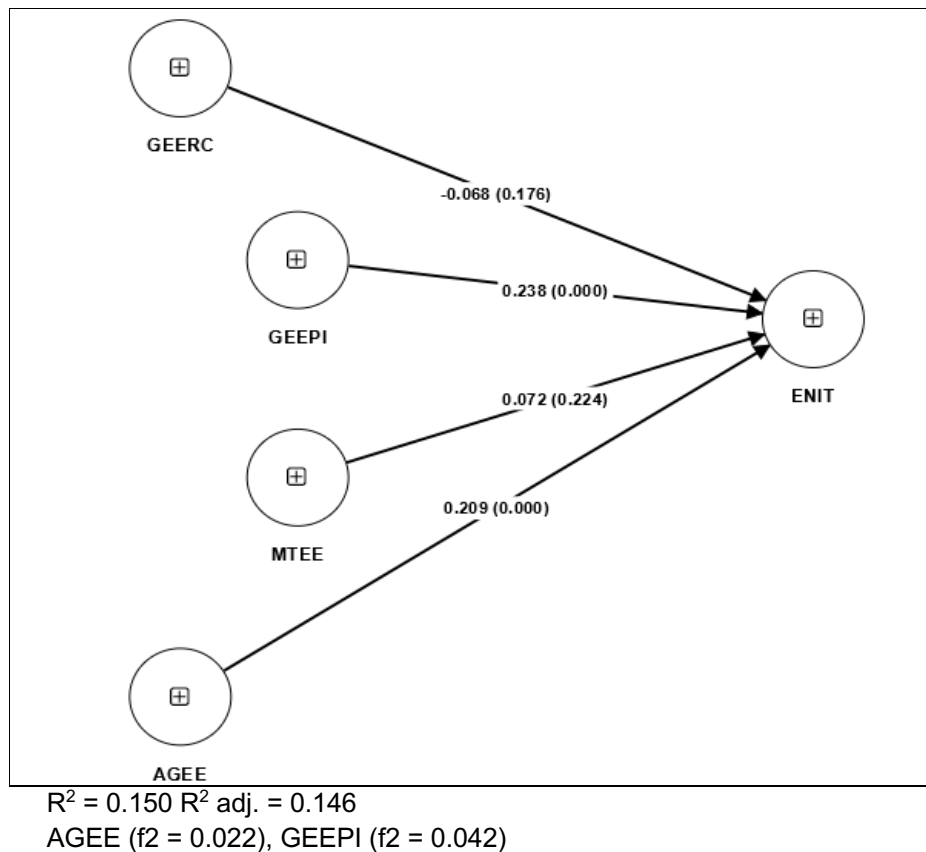 GEERC
-0.068 (0.176)
GEEPI
0.238 (0.000)
ENIT
0.072 (0.224)
MTEE
0.209 (0.000)
AGEE
R² = 0.150 R² adj. = 0.146
AGEE (f2 = 0.022), GEEPI (f2 = 0.042)